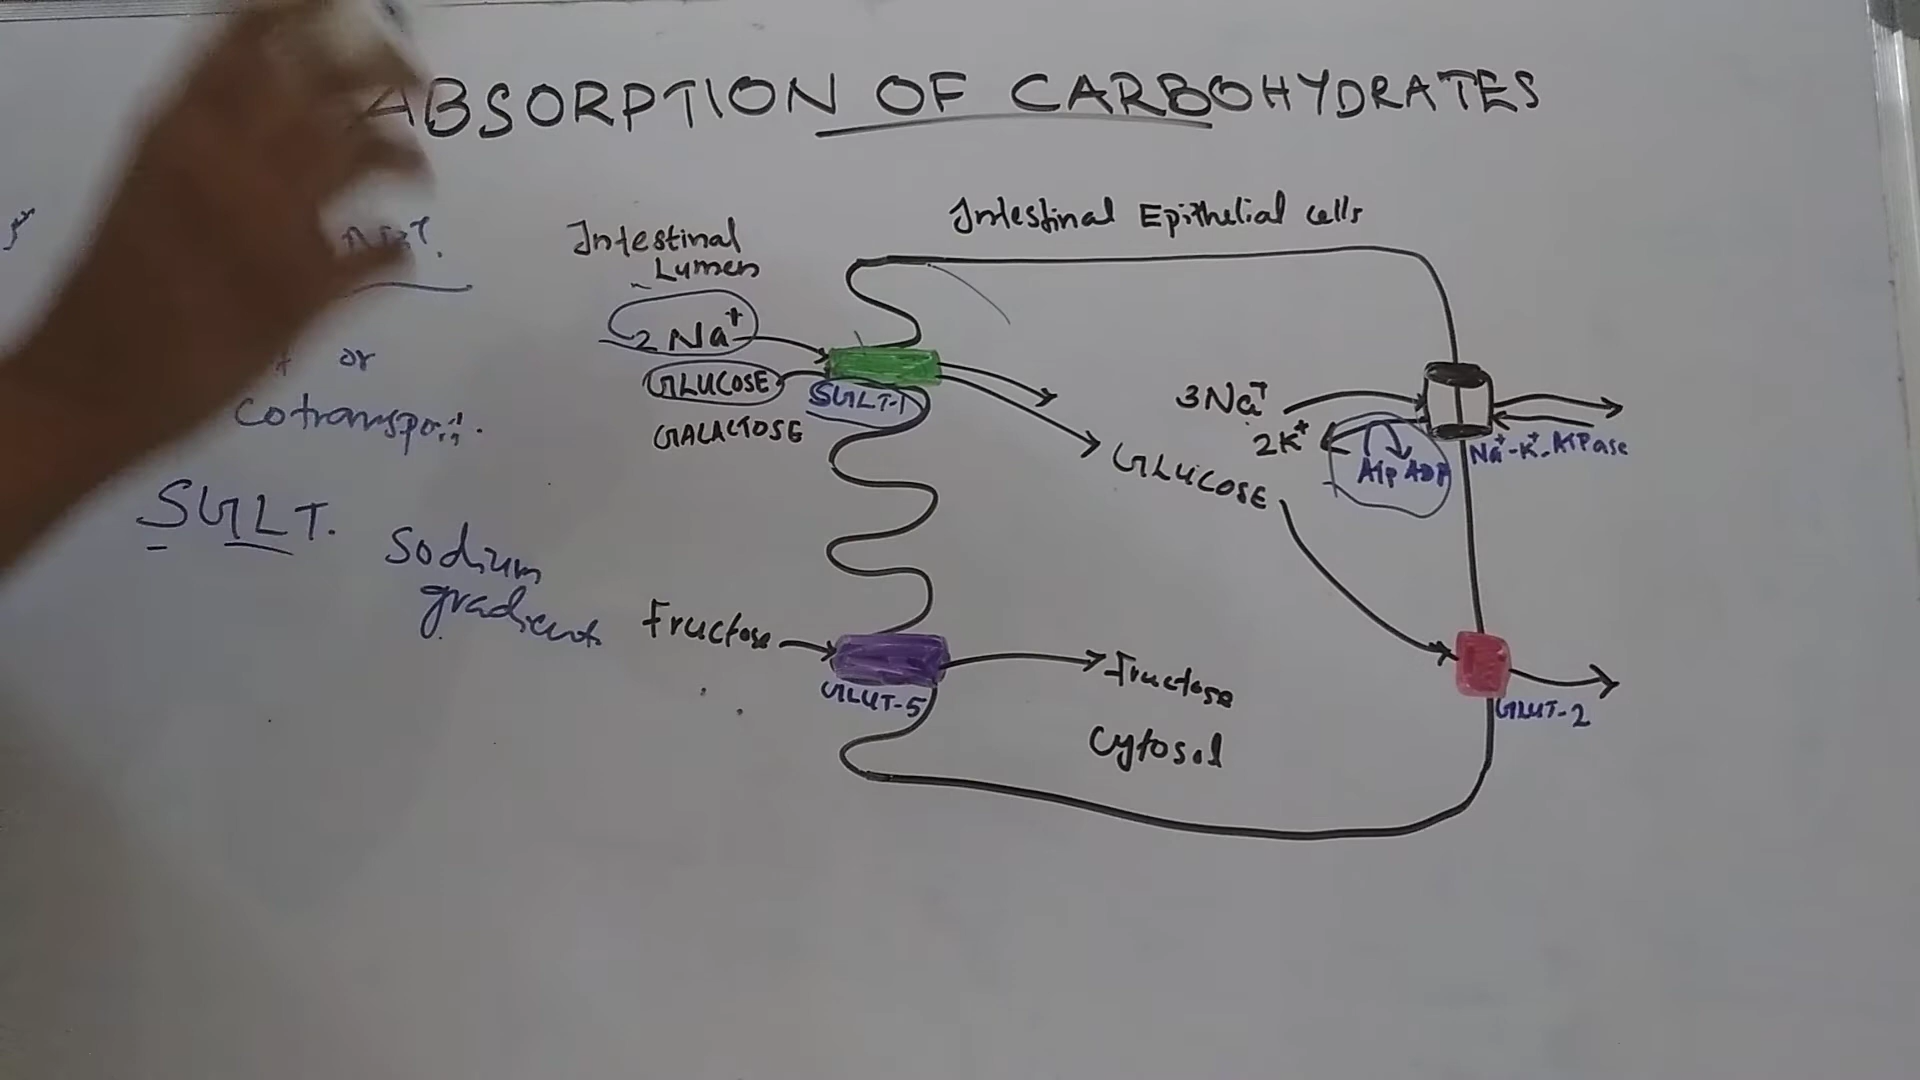 ABSORPTION OF CARBOHYDRATES
or
cotransport.
SGLT.
Sodium
gradient
Intestinal
Lumen
Intestinal Epithelial cells
2 Na+
GLUCOSE
GALACTOSE
SGLT-1
GLUCOSE
3Na+
2K+
ATP ADP
Na+-K+-ATPase
Fructose
GLUT-5
Fructose
Cytosol
GLUT-2